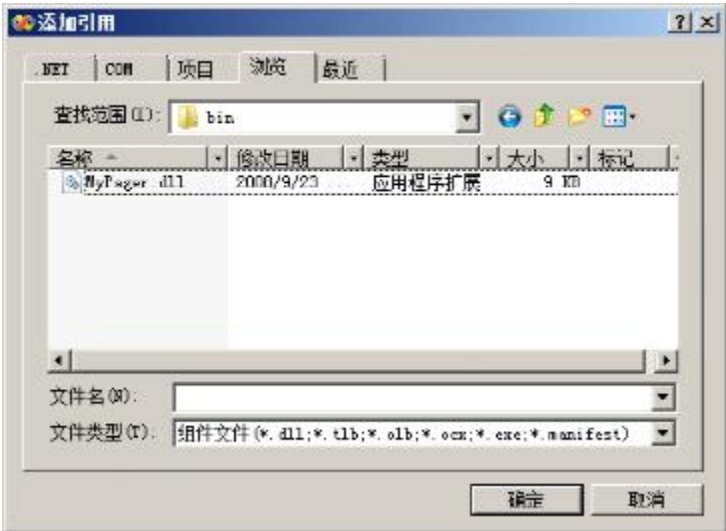 添加引用
.NET COM 项目 浏览 最近
查找范围(I): bin
名称 修改日期 类型 大小 标记
MyPager.dll 2008/9/23 ... 应用程序扩展 9 KB
文件名(N):
文件类型(T): 组件文件(*.dll;*.tlb;*.olb;*.ocx;*.exe;*.manifest)
确定 取消